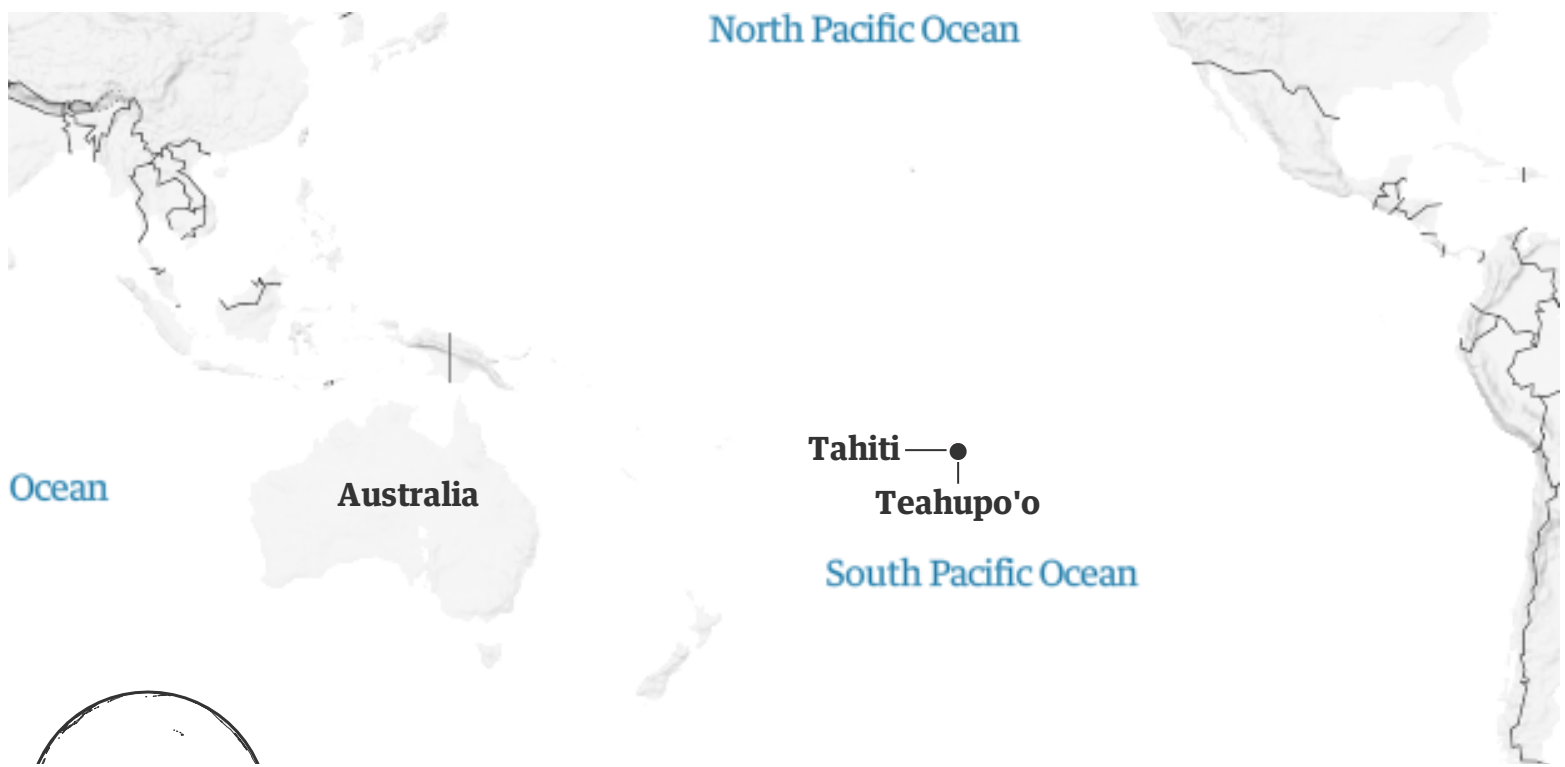 North Pacific Ocean
Tahiti
Ocean
Australia
Teahupo'o
South Pacific Ocean